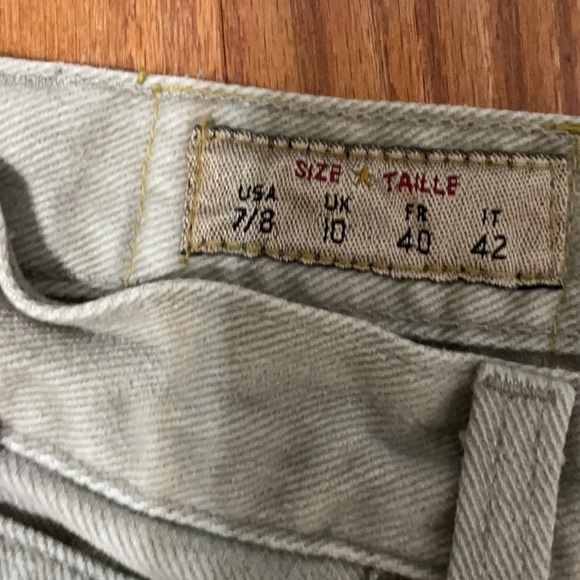 SIZE ★ TAILLE
USA UK FR IT
7/8 10 40 42